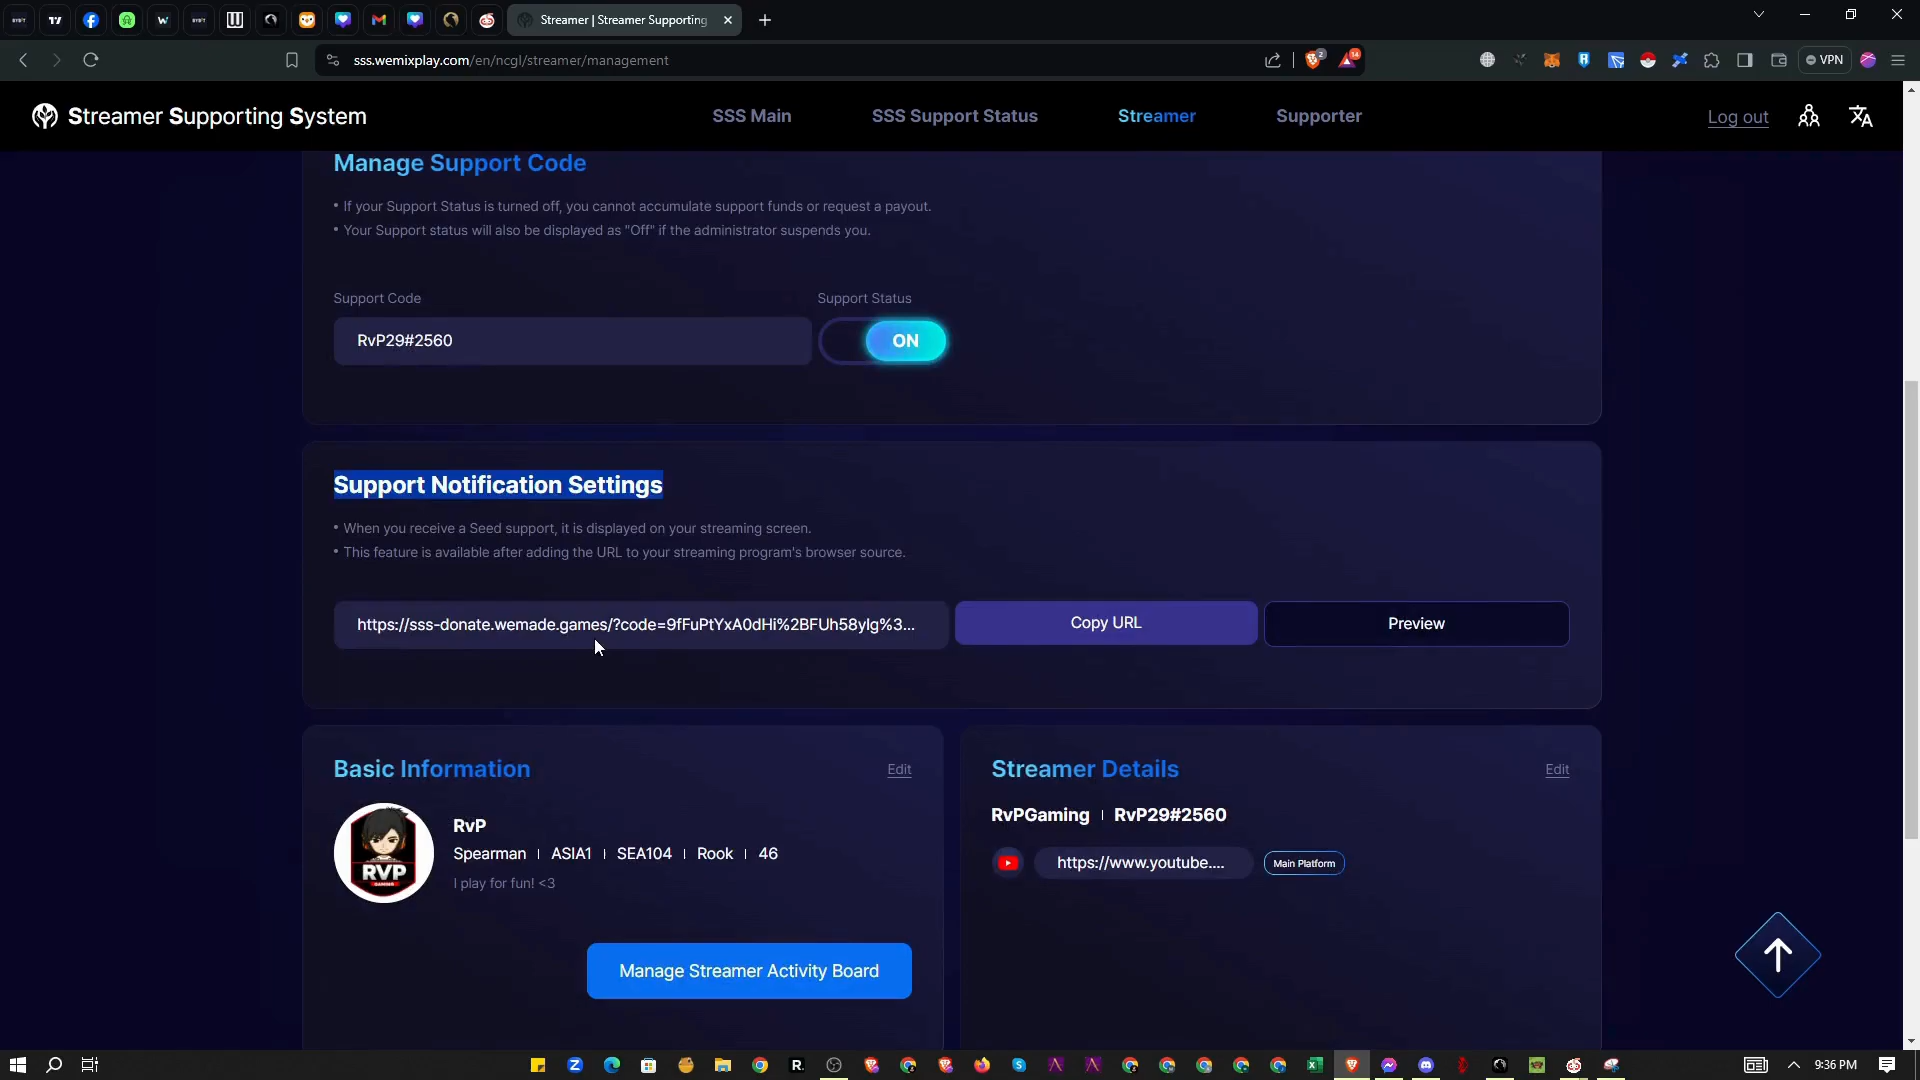 Streamer | Streamer Supporting
sss.wemixplay.com/en/ncgl/streamer/management
2
14
VPN
Streamer Supporting System
SSS Main
SSS Support Status
Streamer
Supporter
Log out
Manage Support Code
• If your Support Status is turned off, you cannot accumulate support funds or request a payout.
• Your Support status will also be displayed as "Off" if the administrator suspends you.
Support Code
Support Status
RvP29#2560
ON
Support Notification Settings
• When you receive a Seed support, it is displayed on your streaming screen.
• This feature is available after adding the URL to your streaming program's browser source.
https://sss-donate.wemade.games/?code=9fFuPtYxA0dHi%2BFUh58ylg%3...
Copy URL
Preview
Basic Information
Edit
RvP
Spearman | ASIA1 | SEA104 | Rook | 46
I play for fun! <3
RVP
GAMING
Manage Streamer Activity Board
Streamer Details
Edit
RvPGaming | RvP29#2560
https://www.youtube....
Main Platform
9:36 PM